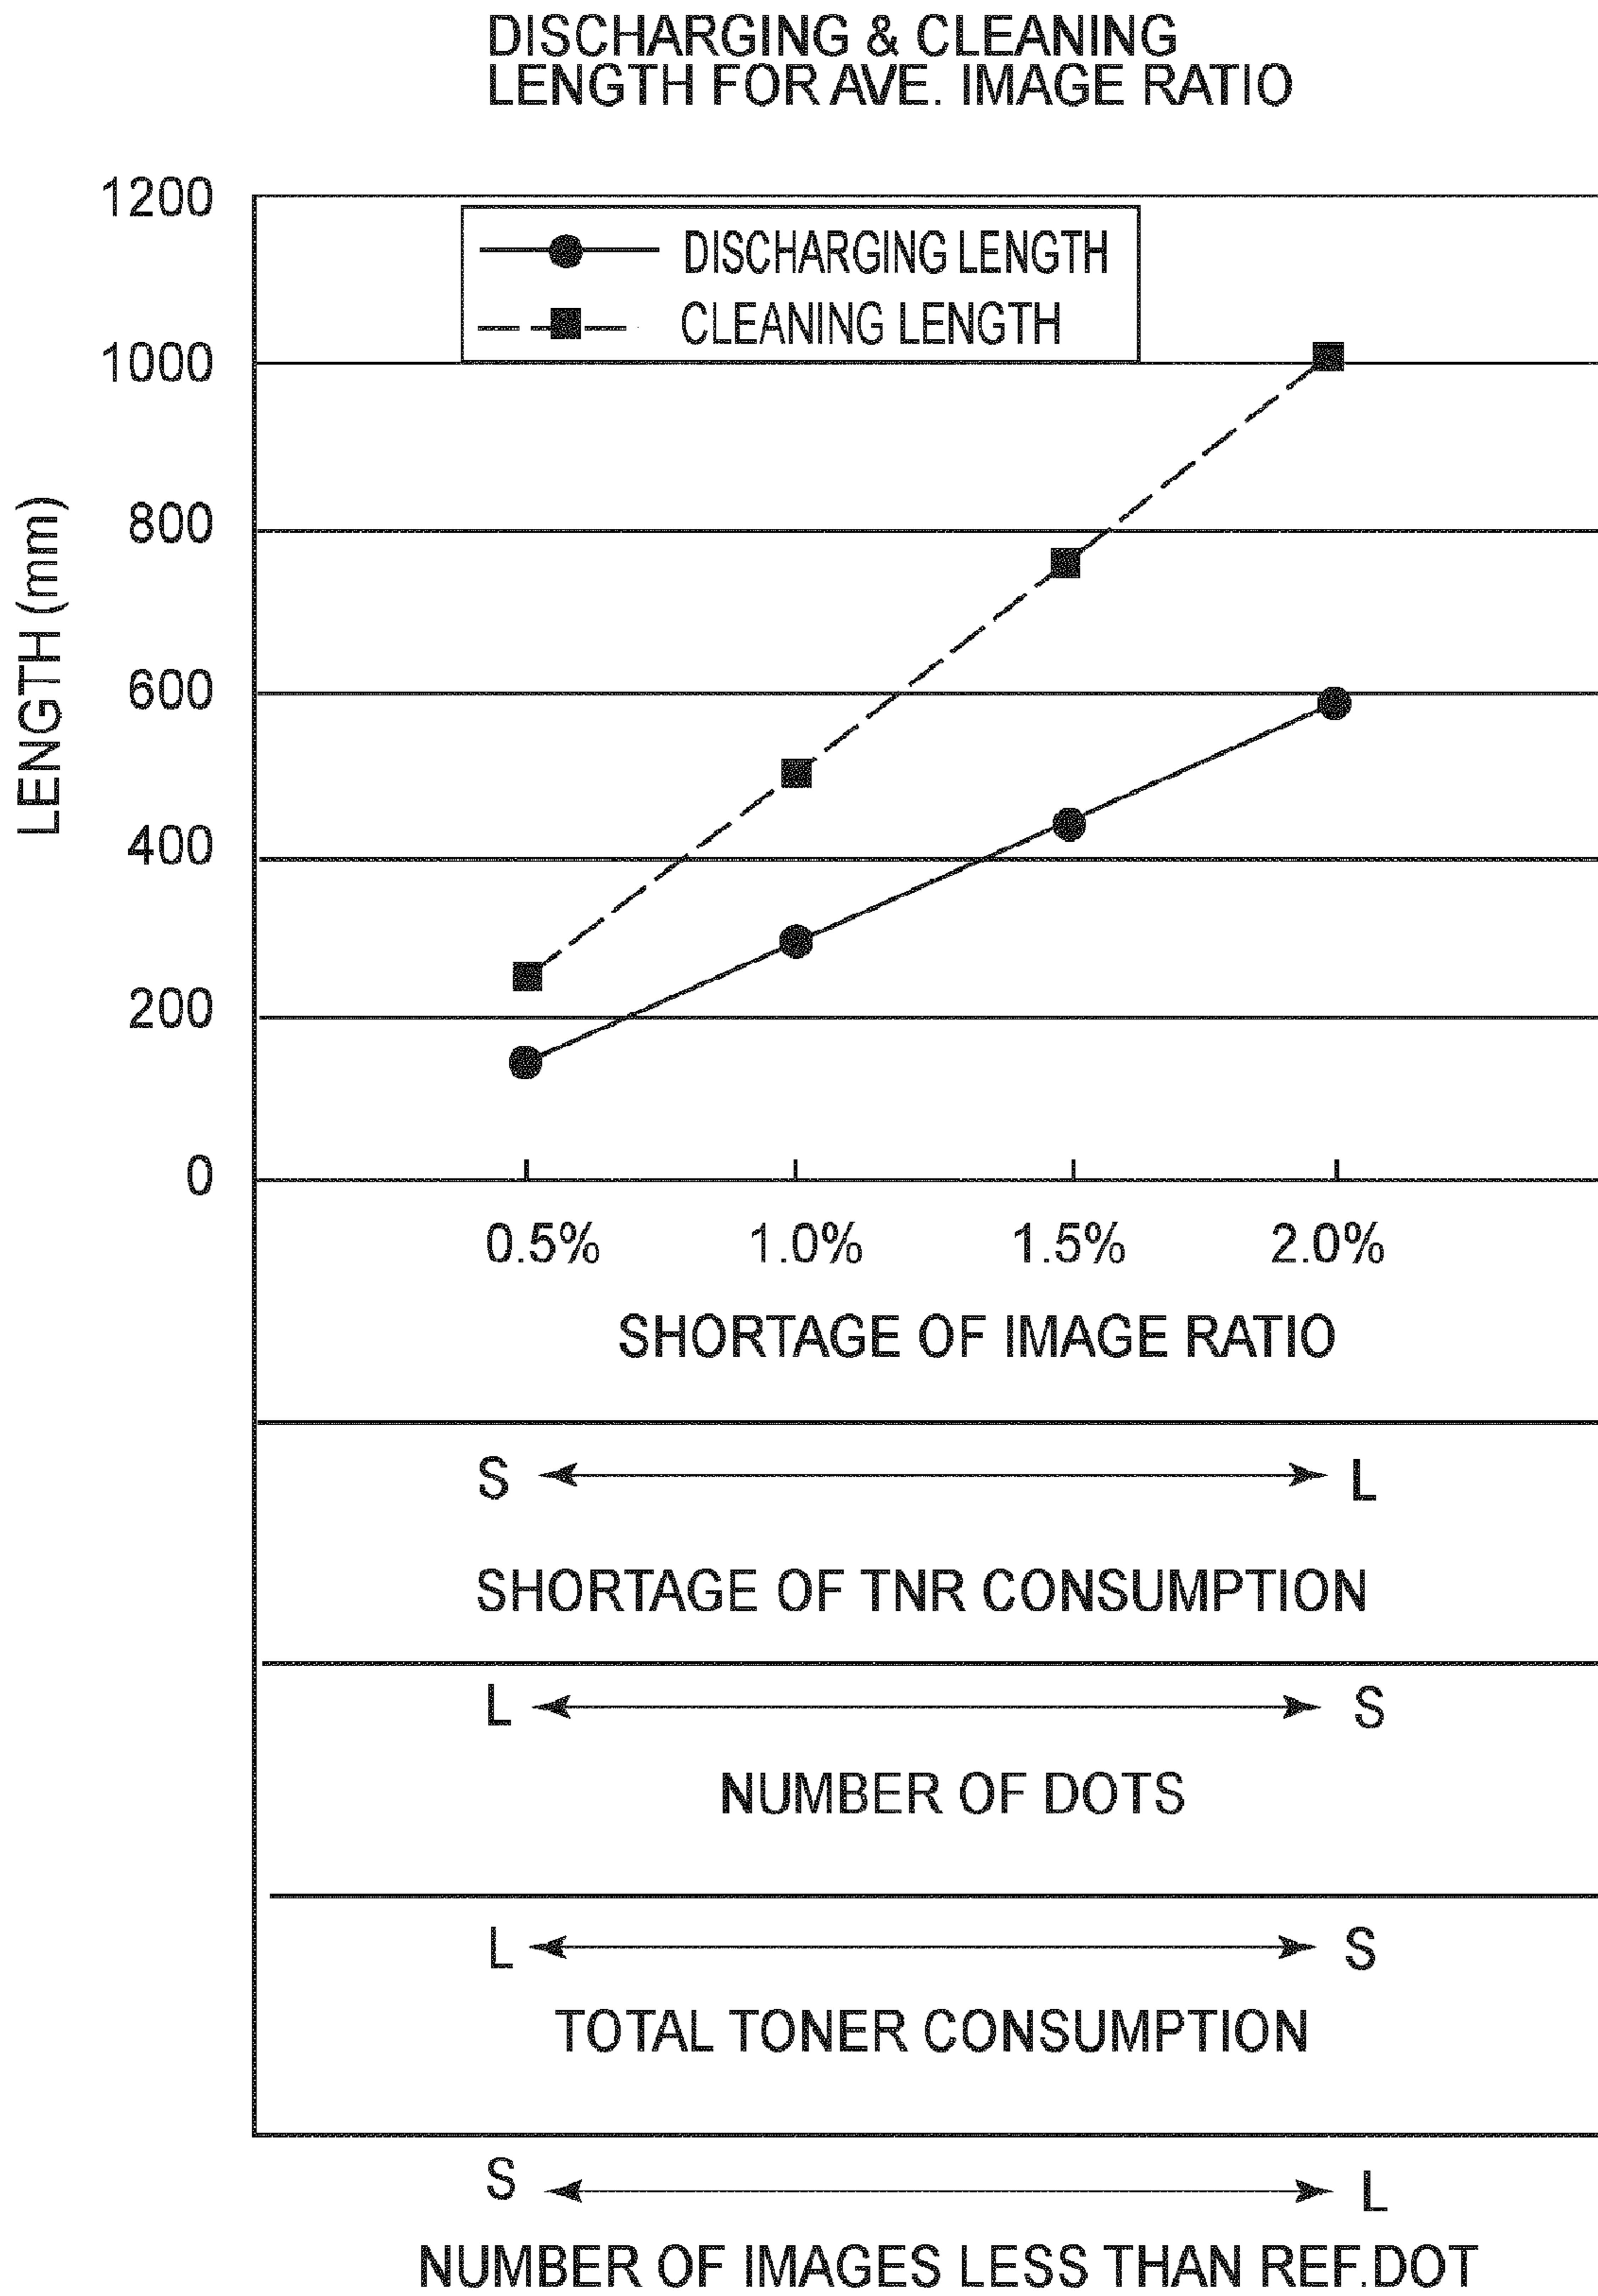 DISCHARGING & CLEANING
LENGTH FOR AVE. IMAGE RATIO
1200
DISCHARGING LENGTH
CLEANING LENGTH
1000
800
LENGTH (mm)
600
400
200
0
0.5% 1.0% 1.5% 2.0%
SHORTAGE OF IMAGE RATIO
S L
SHORTAGE OF TNR CONSUMPTION
L S
NUMBER OF DOTS
L S
TOTAL TONER CONSUMPTION
S L
NUMBER OF IMAGES LESS THAN REF.DOT